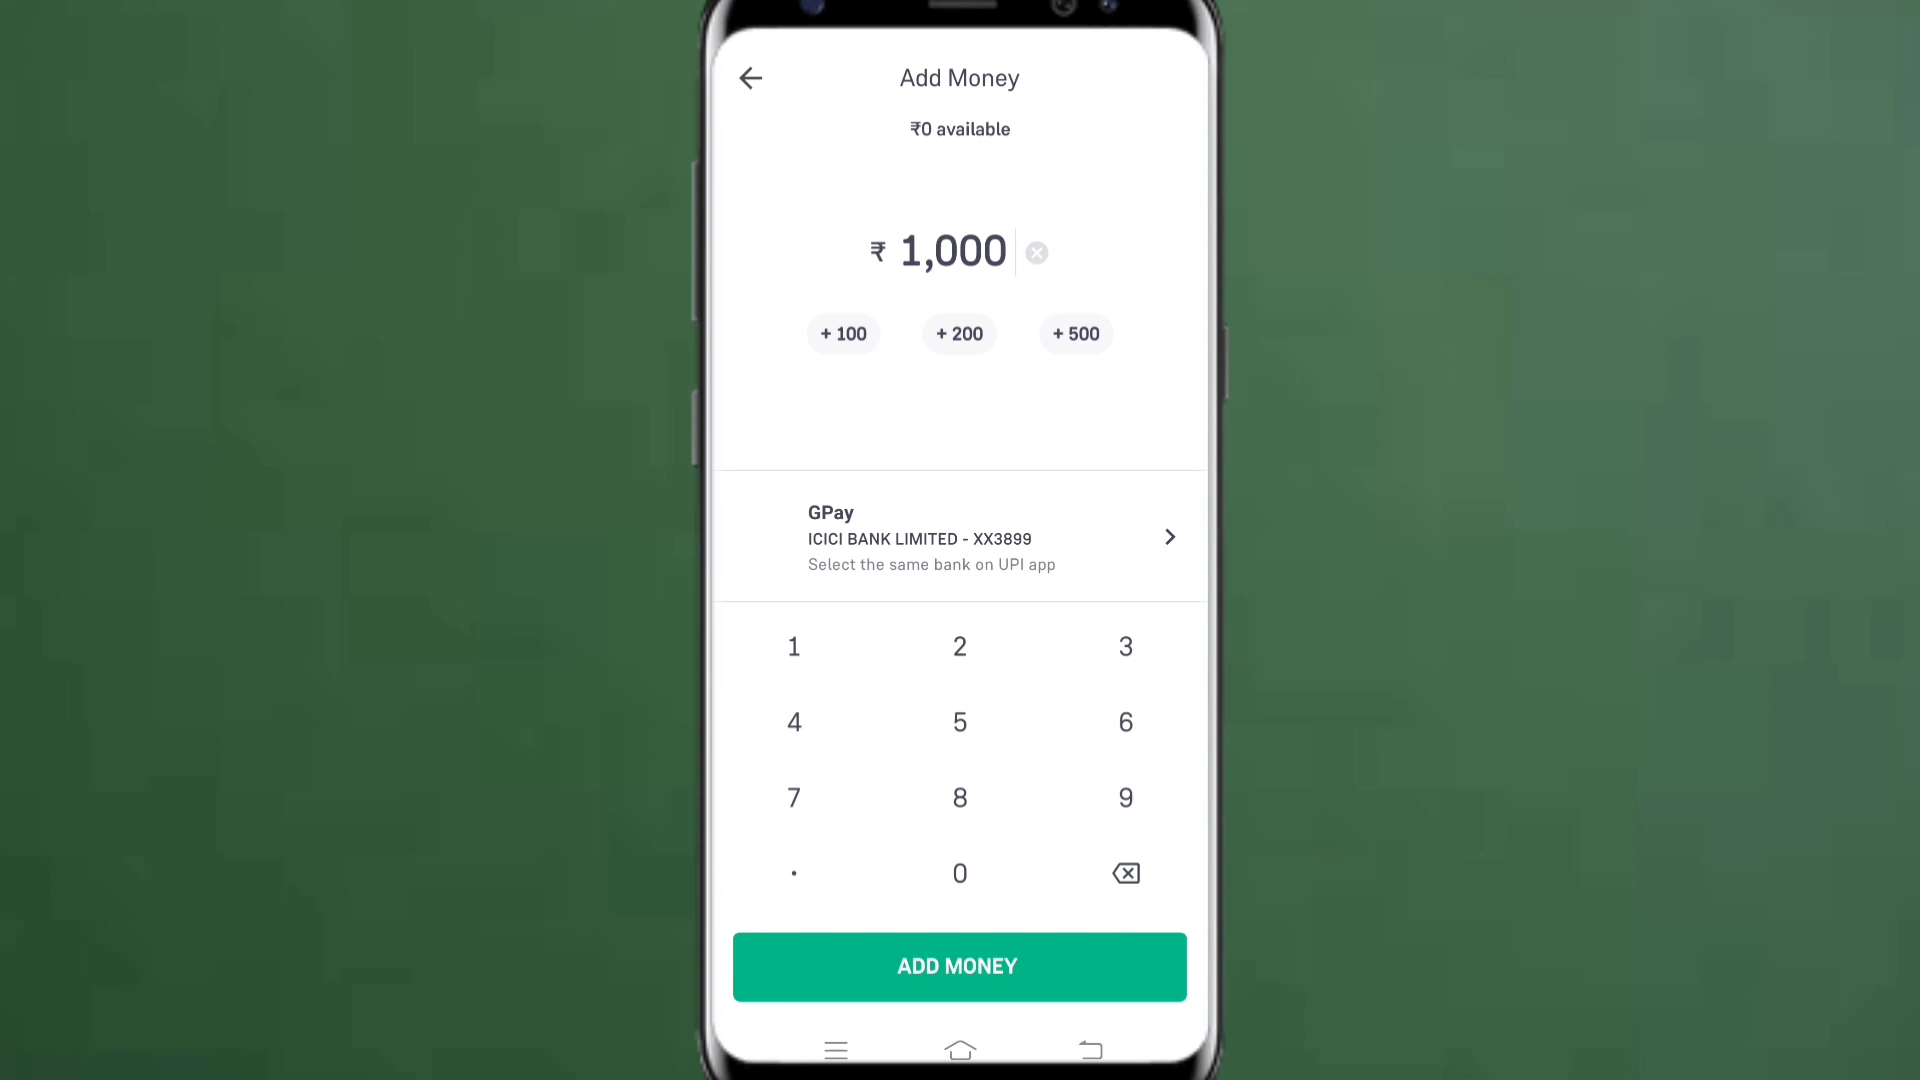 Add Money
₹0 available
₹ 1,000
+ 100 + 200 + 500
GPay
ICICI BANK LIMITED - XX3899
Select the same bank on UPI app
1 2 3
4 5 6
7 8 9
. 0
ADD MONEY